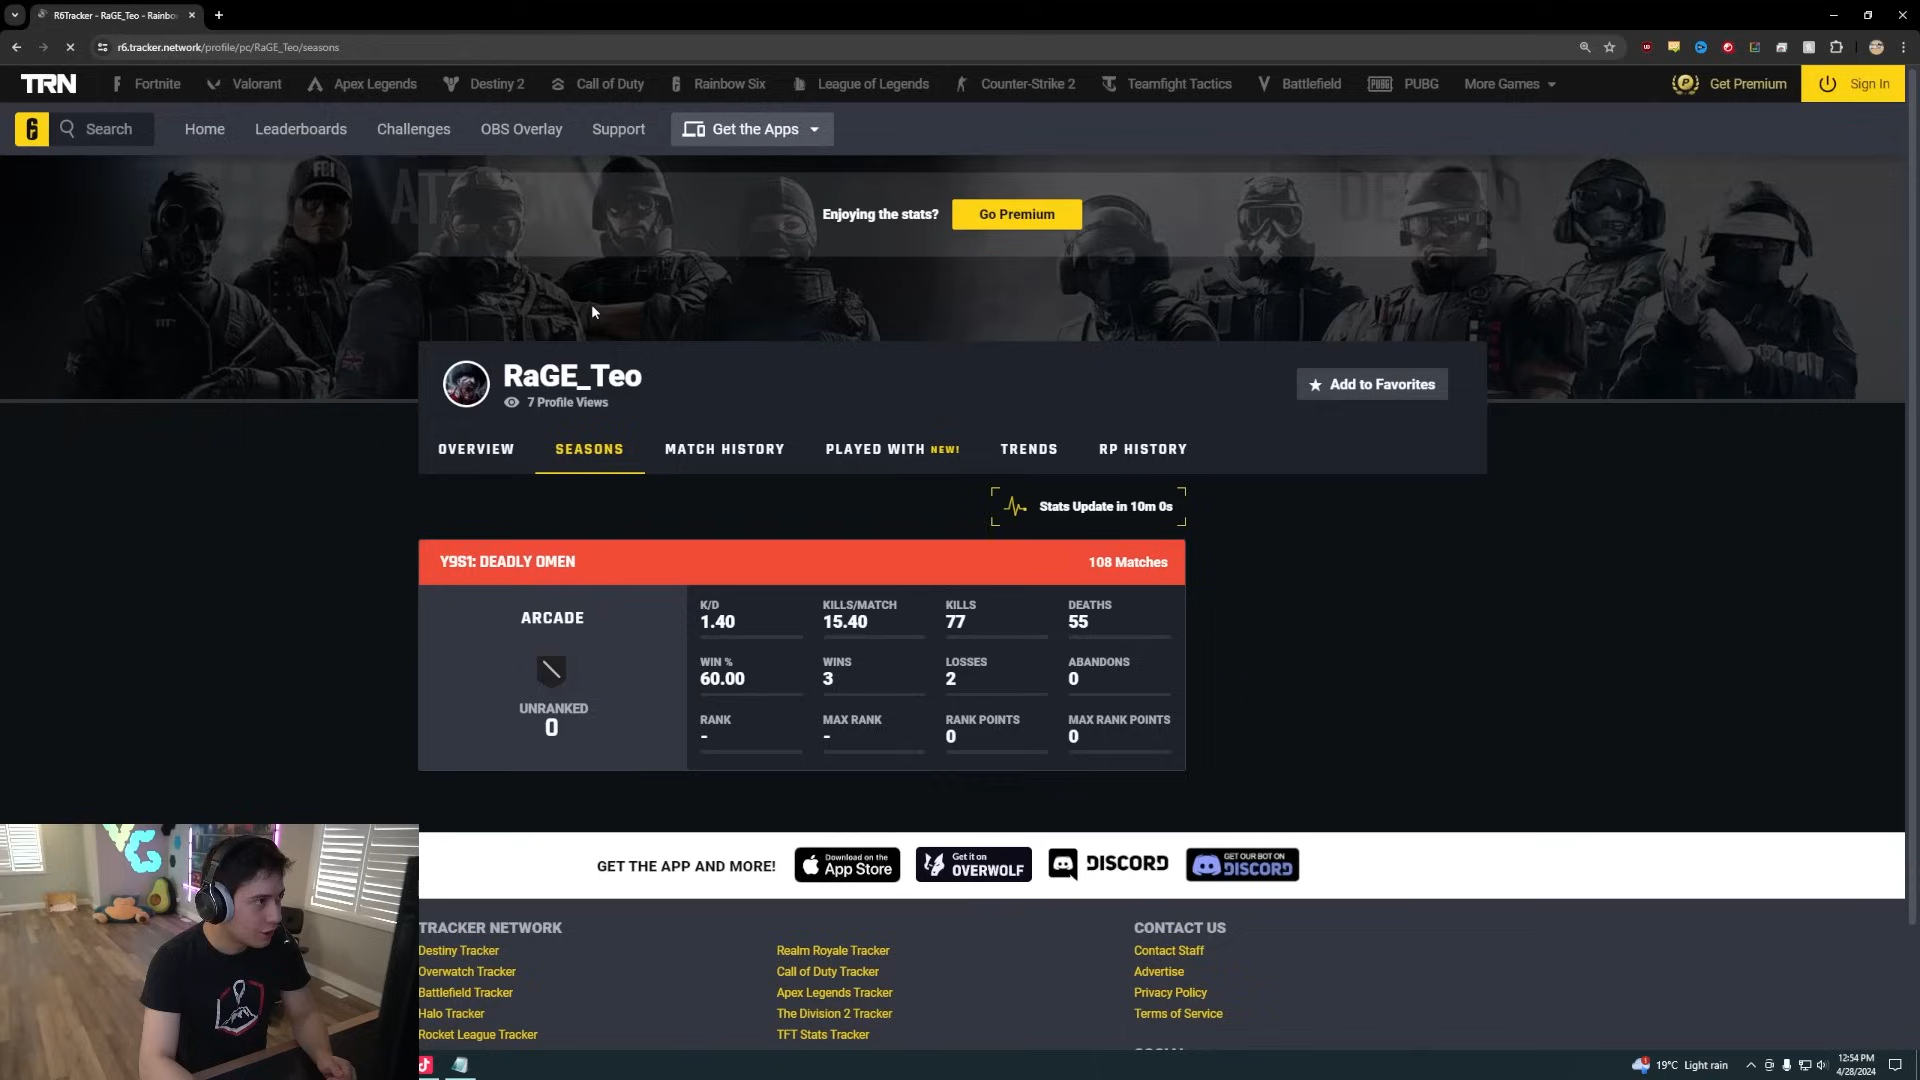 R6Tracker - RaGE_Teo - Rainbo
r6.tracker.network/profile/pc/RaGE_Teo/seasons
TRN
Fortnite
Valorant
Apex Legends
Destiny 2
Call of Duty
Rainbow Six
League of Legends
Counter-Strike 2
Teamfight Tactics
Battlefield
PUBG
PUBG
More Games
Get Premium
Sign In
6
Search
Home
Leaderboards
Challenges
OBS Overlay
Support
Get the Apps
FBI
Enjoying the stats?
Go Premium
RaGE_Teo
7 Profile Views
Add to Favorites
OVERVIEW
SEASONS
MATCH HISTORY
PLAYED WITH NEW!
TRENDS
RP HISTORY
Stats Update in 10m 0s
Y9S1: DEADLY OMEN
108 Matches
ARCADE
UNRANKED
0
K/D
1.40
KILLS/MATCH
15.40
KILLS
77
DEATHS
55
WIN %
60.00
WINS
3
LOSSES
2
ABANDONS
0
RANK
-
MAX RANK
-
RANK POINTS
0
MAX RANK POINTS
0
GET THE APP AND MORE!
Download on the
App Store
Get it on
OVERWOLF
DISCORD
GET OUR BOT ON
DISCORD
TRACKER NETWORK
Destiny Tracker
Overwatch Tracker
Battlefield Tracker
Halo Tracker
Rocket League Tracker
Realm Royale Tracker
Call of Duty Tracker
Apex Legends Tracker
The Division 2 Tracker
TFT Stats Tracker
CONTACT US
Contact Staff
Advertise
Privacy Policy
Terms of Service
19°C Light rain
12:54 PM
4/28/2024